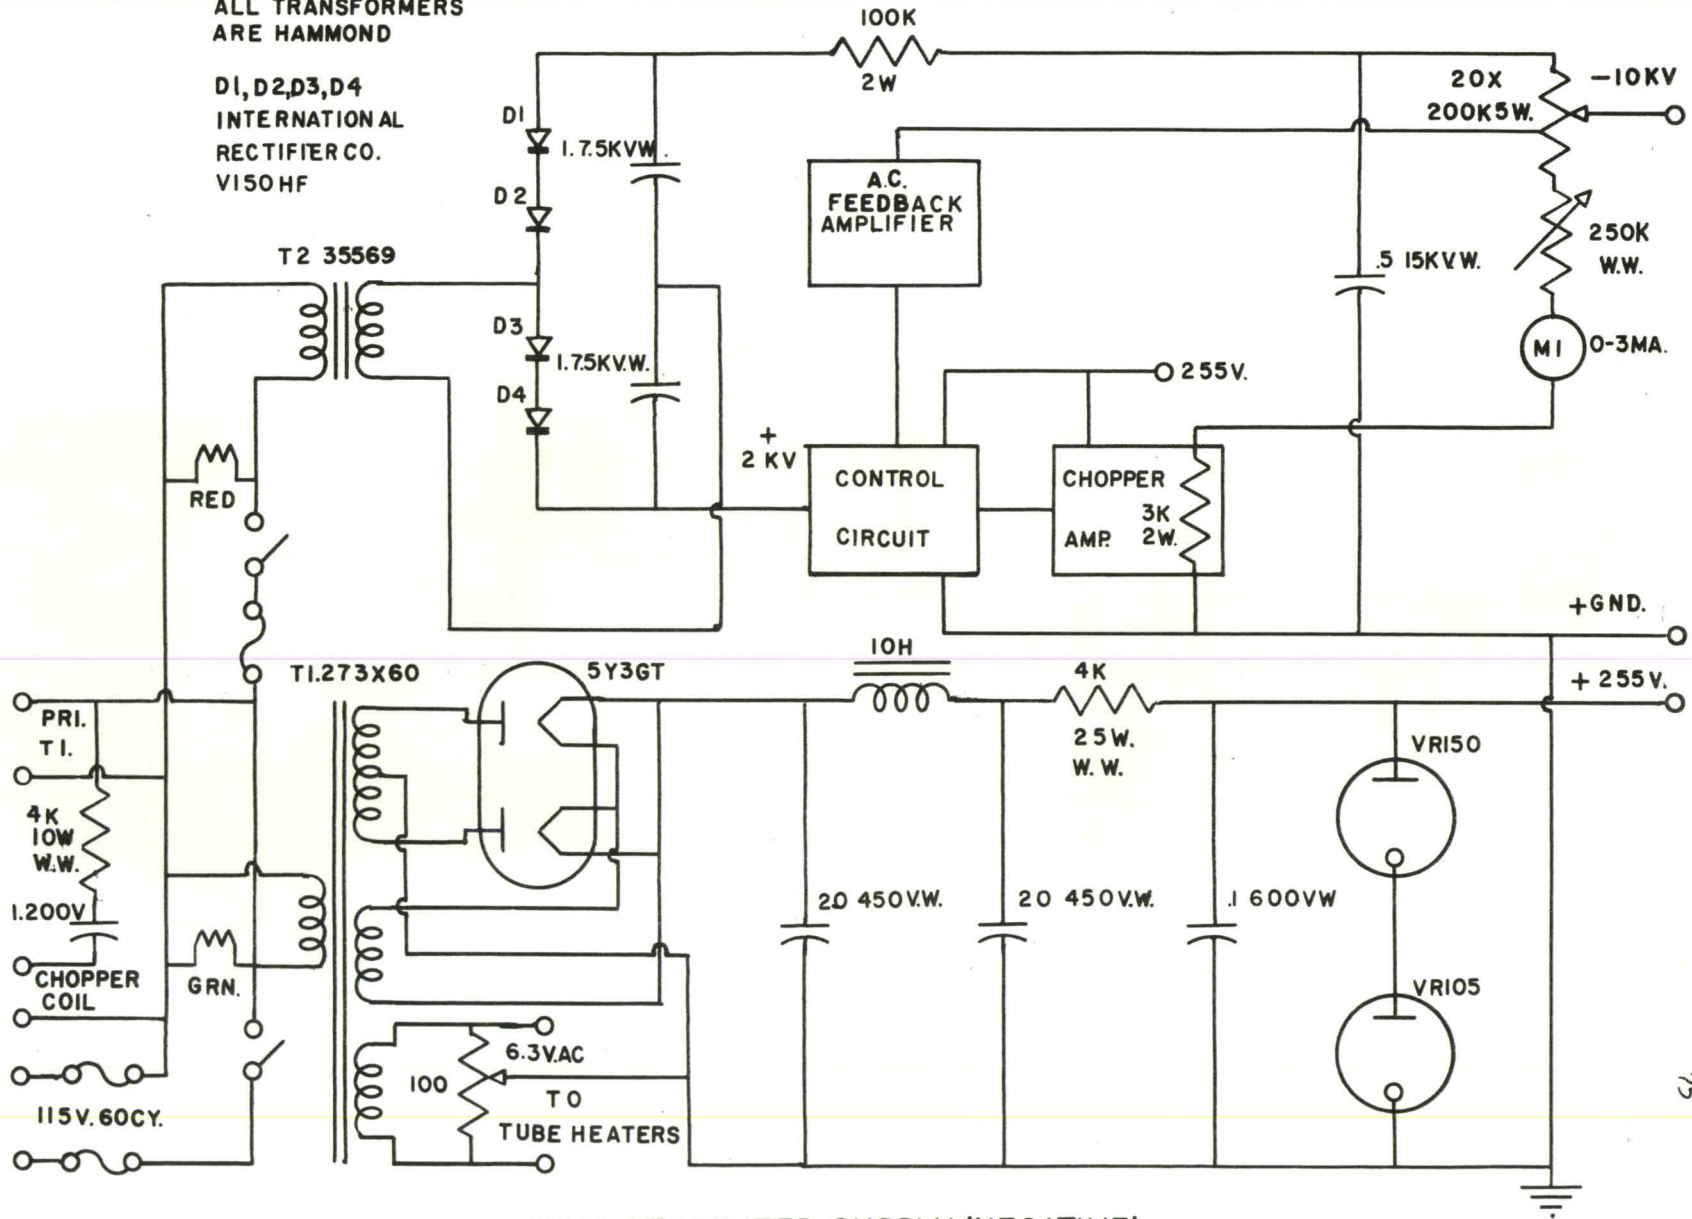 ALL TRANSFORMERS
ARE HAMMOND
D1, D2,D3,D4
INTERNATIONAL
RECTIFIER CO.
V150HF
100K
2W
20X
200K5W.
-10KV
D1
1. 7.5KVW.
D2
A.C.
FEEDBACK
AMPLIFIER
T2 35569
250K
W.W.
.5 15KV.W.
D3
1.7.5KV.W.
M1
0-3MA.
D4
255V.
+
2 KV
CONTROL
CIRCUIT
CHOPPER
AMP.
3K
2W.
RED
+GND.
10H
T1.273X60
5Y3GT
4K
25W.
W.W.
+ 255V.
PRI.
T1.
VR150
4K
10W
W.W.
1.200V
20 450V.W.
20 450V.W.
.1 600VW
CHOPPER
COIL
GRN.
VR105
6.3V.AC
100
TO
TUBE HEATERS
115V.60CY.